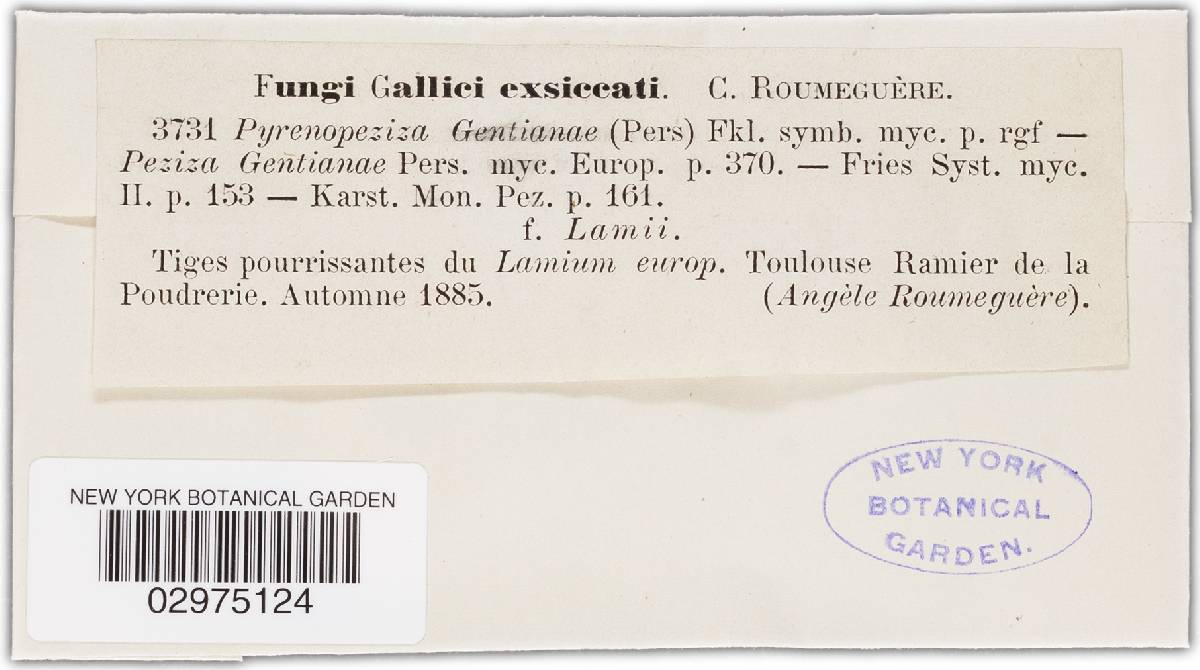 Fungi Gallici exsiccati. C. ROUMEGUÈRE.
3731 Pyrenopeziza Gentianae (Pers) Fkl. symb. myc. p. rgf —
Peziza Gentianae Pers. myc. Europ. p. 370. — Fries Syst. myc.
II. p. 153 — Karst. Mon. Pez. p. 161.
f. Lamii.
Tiges pourrissantes du Lamium europ. Toulouse Ramier de la
Poudrerie. Automne 1885. (Angèle Roumeguère).
NEW YORK
BOTANICAL
GARDEN.
NEW YORK BOTANICAL GARDEN
02975124